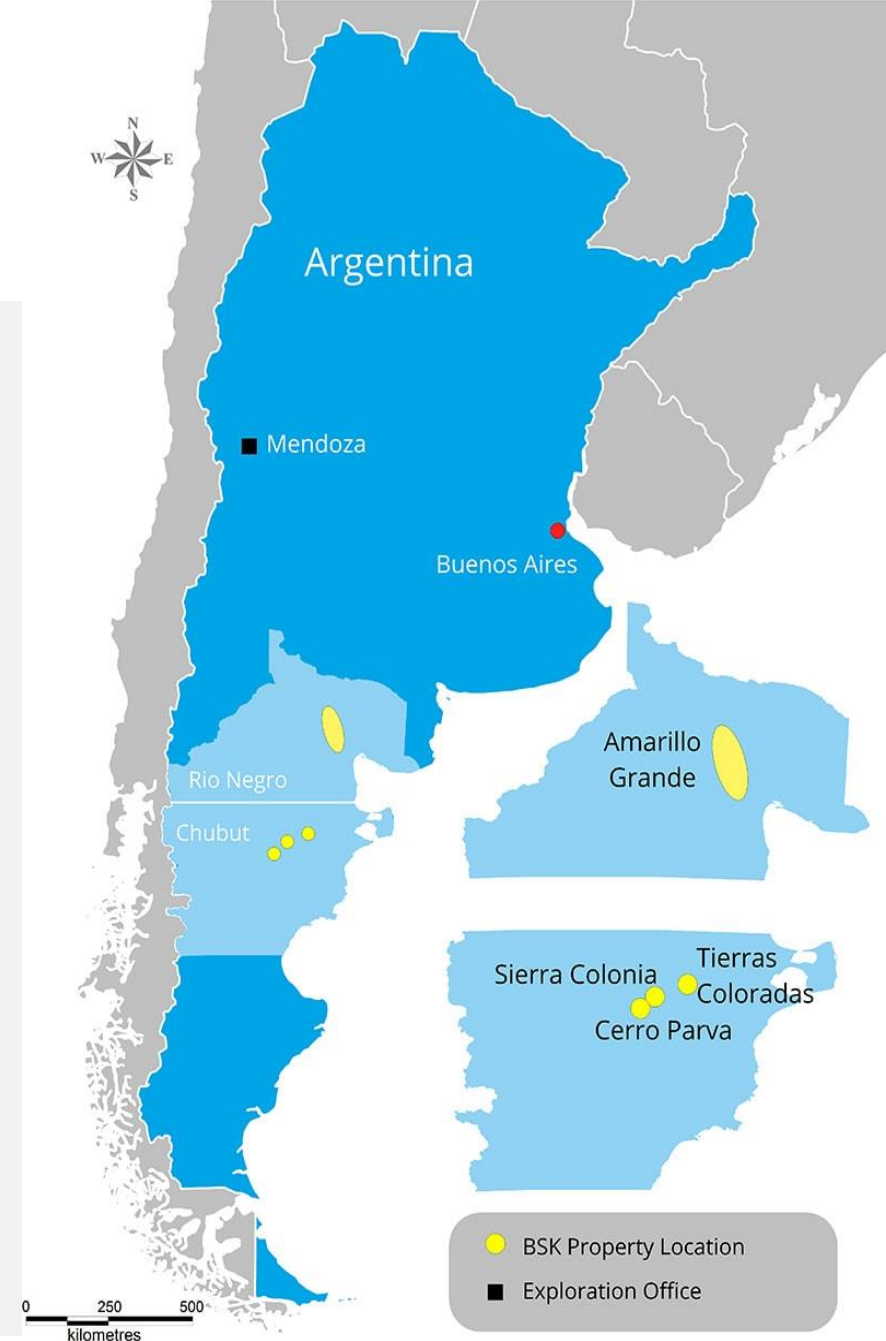 N
W E
S
Argentina
Mendoza
Buenos Aires
Rio Negro
Chubut
Amarillo
Grande
Sierra Colonia
Tierras
Coloradas
Cerro Parva
BSK Property Location
Exploration Office
0 250 500
kilometres